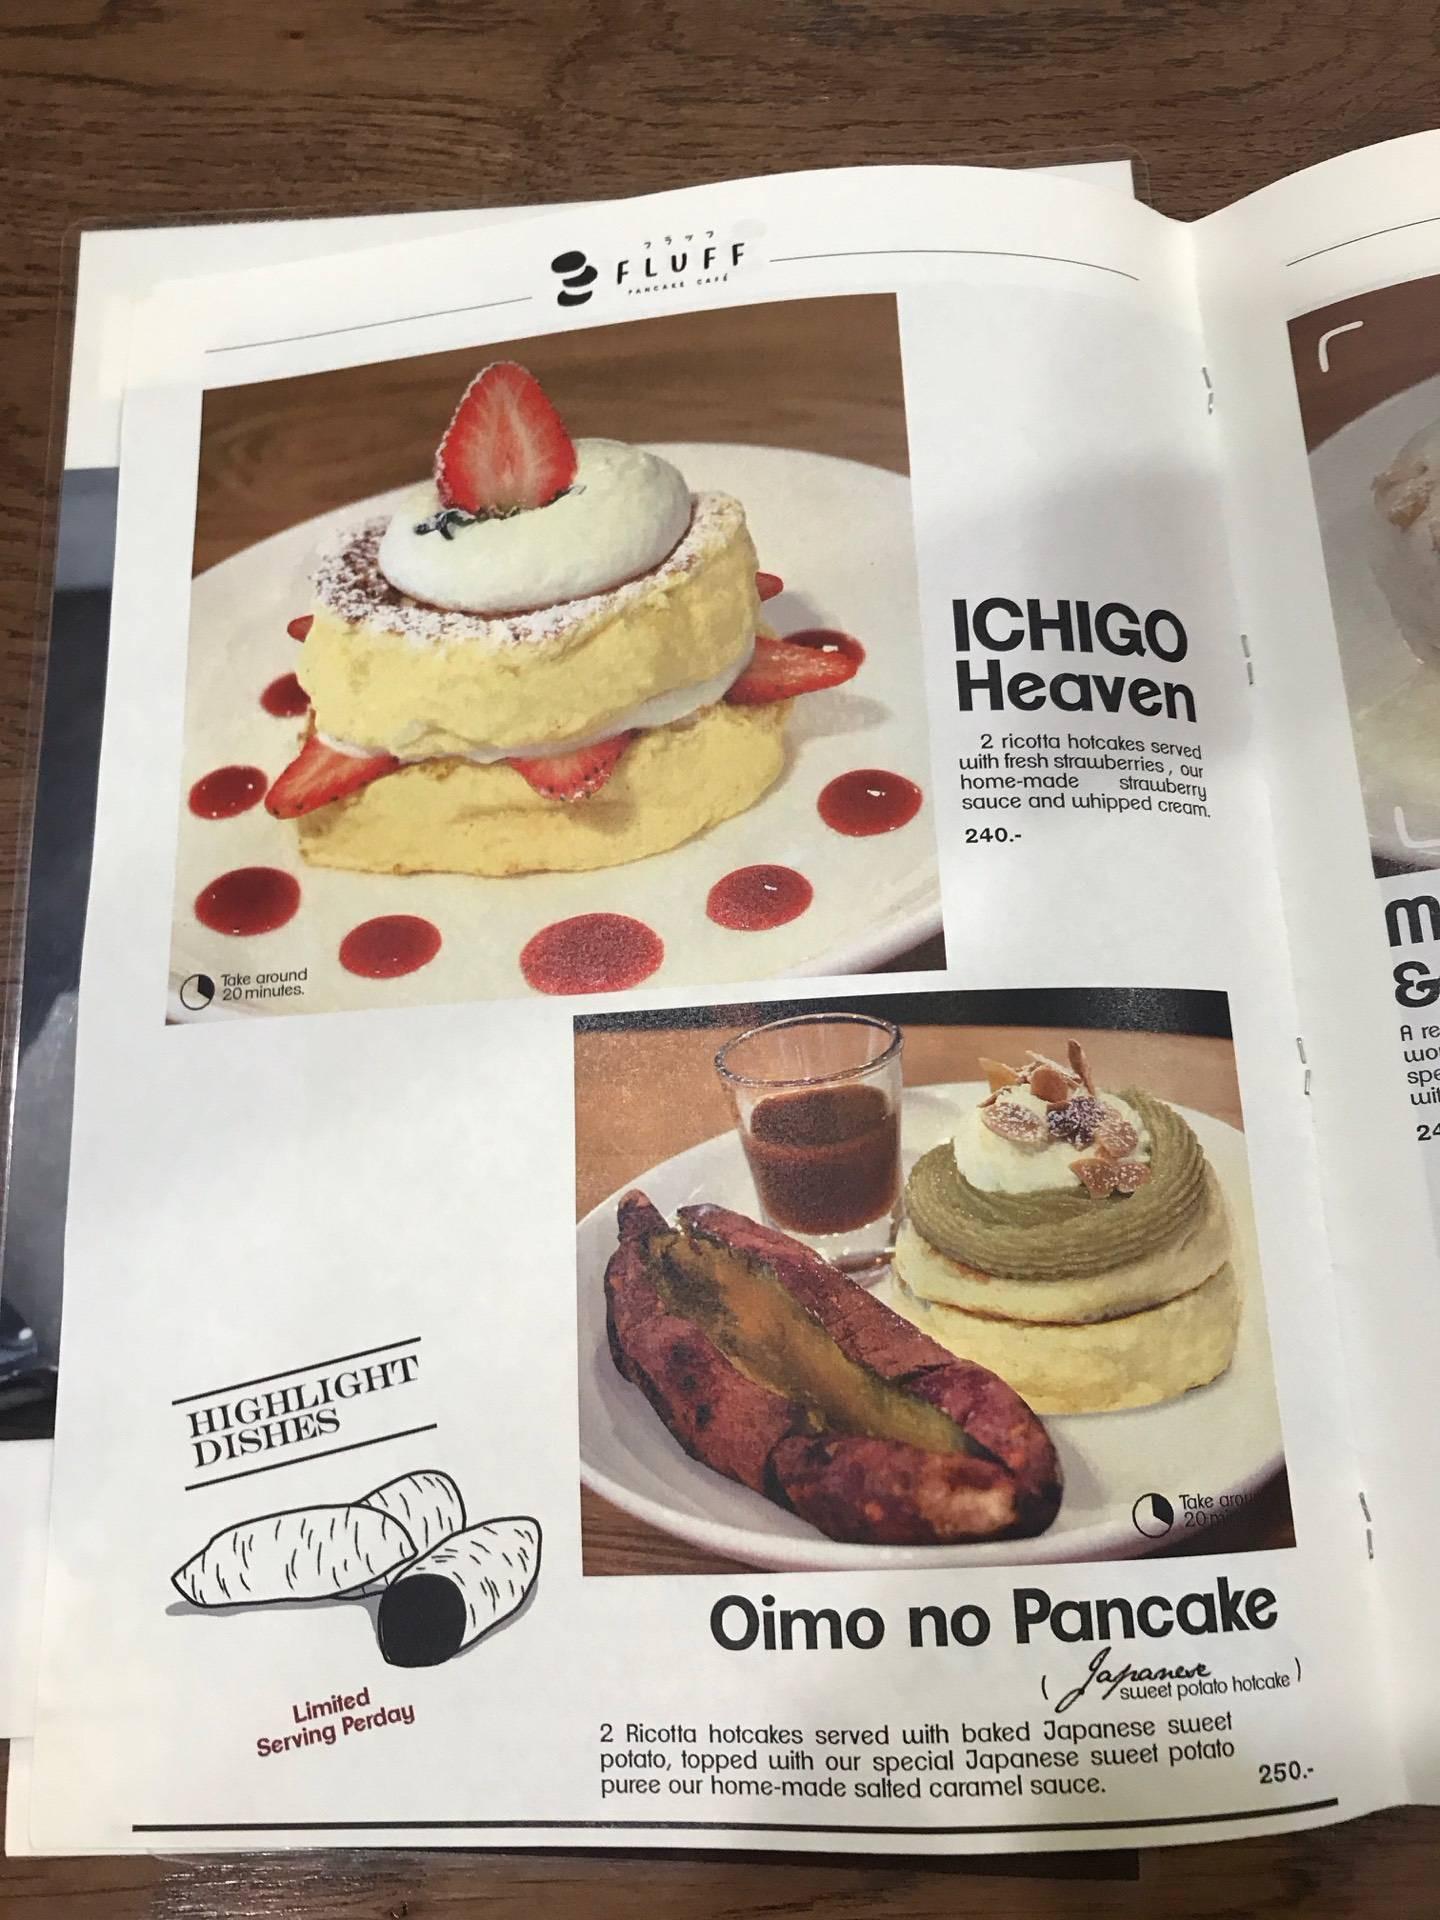 フラッフ
FLUFF
PANCAKE CAFÉ
ICHIGO
Heaven
2 ricotta hotcakes served
with fresh strawberries, our
home-made strawberry
sauce and whipped cream.
240.-
Take around
20 minutes.
HIGHLIGHT
DISHES
Limited
Serving Perday
Take
20
Oimo no Pancake
(Japanese
sweet potato hotcake)
2 Ricotta hotcakes served with baked Japanese sweet
potato, topped with our special Japanese sweet potato
puree our home-made salted caramel sauce.
250.-
&
A